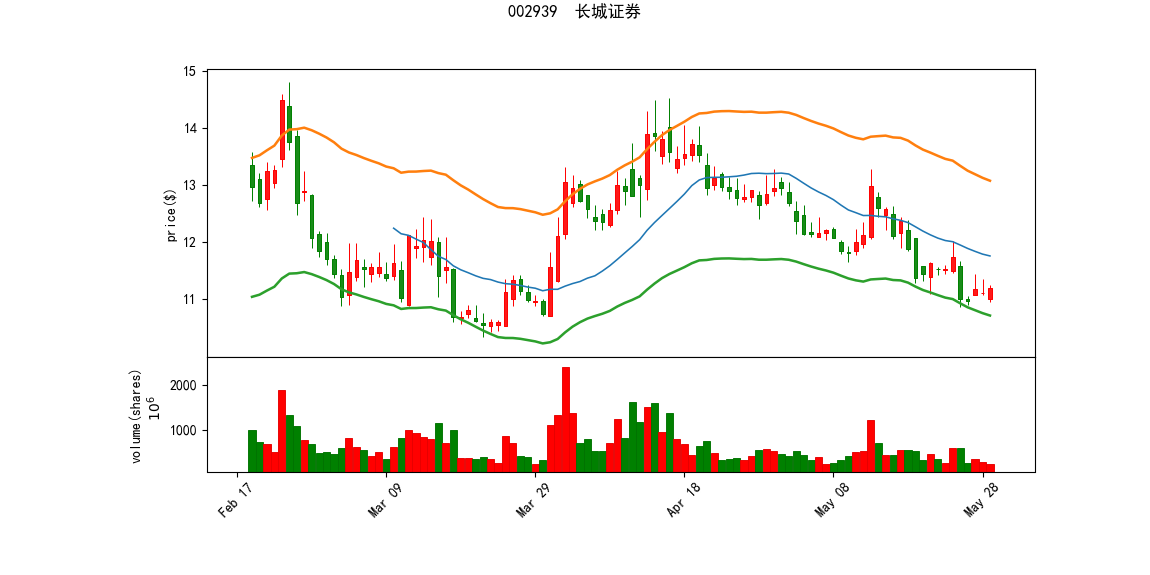 002939 长城证券
15
14
13
12
11
price($)
2000
1000
volume(shares)
10^6
Feb 17
Mar 09
Mar 29
Apr 18
May 08
May 28